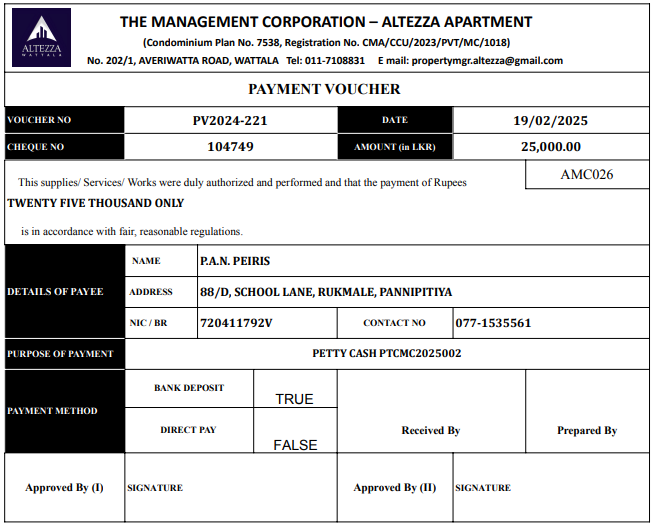 ALTEZZA
WATTALA
THE MANAGEMENT CORPORATION – ALTEZZA APARTMENT
(Condominium Plan No. 7538, Registration No. CMA/CCU/2023/PVT/MC/1018)
No. 202/1, AVERIWATTA ROAD, WATTALA Tel: 011-7108831 E mail: propertymgr.altezza@gmail.com
PAYMENT VOUCHER
VOUCHER NO PV2024-221 DATE 19/02/2025
CHEQUE NO 104749 AMOUNT (in LKR) 25,000.00
This supplies/ Services/ Works were duly authorized and performed and that the payment of Rupees AMC026
TWENTY FIVE THOUSAND ONLY
is in accordance with fair, reasonable regulations.
DETAILS OF PAYEE
NAME P.A.N. PEIRIS
ADDRESS 88/D, SCHOOL LANE, RUKMALE, PANNIPITIYA
NIC / BR 720411792V CONTACT NO 077-1535561
PURPOSE OF PAYMENT PETTY CASH PTCMC2025002
PAYMENT METHOD
BANK DEPOSIT TRUE
DIRECT PAY FALSE
Received By Prepared By
Approved By (I) SIGNATURE Approved By (II) SIGNATURE